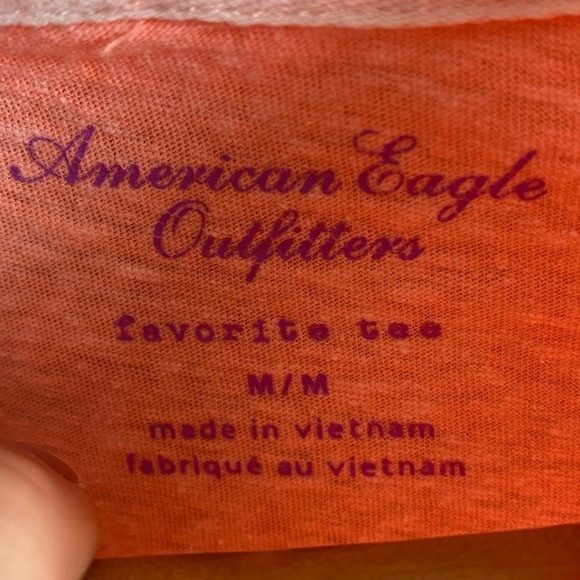 American Eagle
Outfitters
favorite tee
M/M
made in vietnam
fabriqué au vietnam